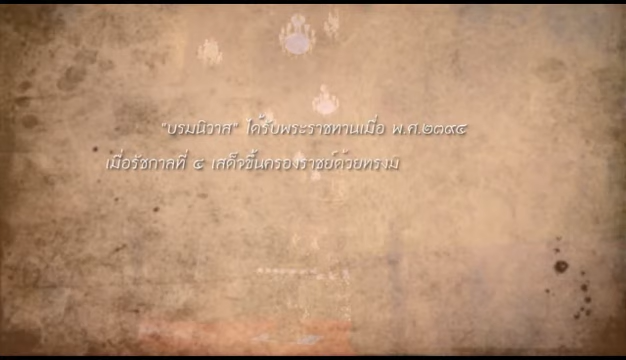 "บรมนิวาส" ได้รับพระราชทานเมื่อ พ.ศ.๒๓๙๔
เมื่อรัชกาลที่ ๔ เสด็จขึ้นครองราชย์ด้วยทรงม